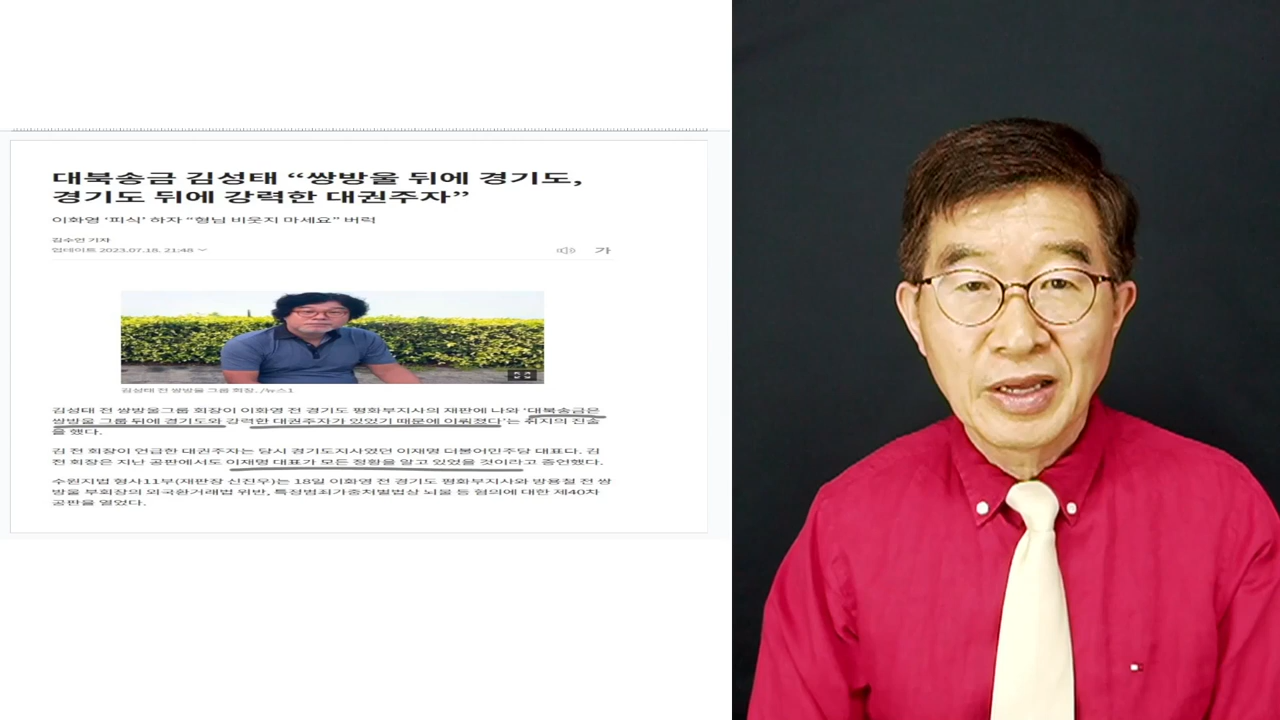 대북송금 김성태 “쌍방울 뒤에 경기도,
경기도 뒤에 강력한 대권주자”
이화영 ‘피식’ 하자 “형님 비웃지 마세요” 버럭
김수언 기자
업데이트 2023.07.18. 21:48
가
김성태 전 쌍방울 그룹 회장. /뉴스1
김성태 전 쌍방울그룹 회장이 이화영 전 경기도 평화부지사의 재판에 나와 ‘대북송금은
쌍방울 그룹 뒤에 경기도와 강력한 대권주자가 있었기 때문에 이뤄졌다’는 취지의 진술
을 했다.
김 전 회장이 언급한 대권주자는 당시 경기도지사였던 이재명 더불어민주당 대표다. 김
전 회장은 지난 공판에서도 이재명 대표가 모든 정황을 알고 있었을 것이라고 증언했다.
수원지법 형사11부(재판장 신진우)는 18일 이화영 전 경기도 평화부지사와 방용철 전 쌍
방울 부회장의 외국환거래법 위반, 특정범죄가중처벌법상 뇌물 등 혐의에 대한 제40차
공판을 열었다.